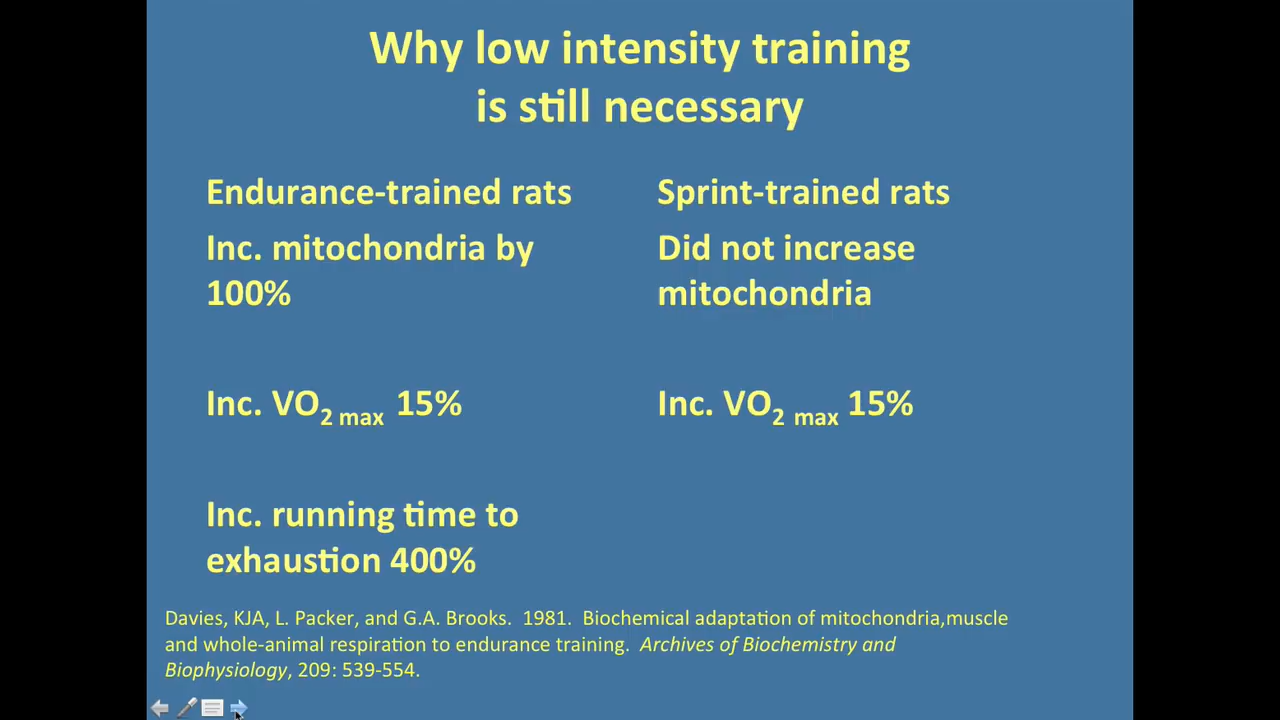 Why low intensity training
is still necessary
Endurance-trained rats
Inc. mitochondria by
100%
Inc. VO2 max 15%
Inc. running time to
exhaustion 400%
Sprint-trained rats
Did not increase
mitochondria
Inc. VO2 max 15%
Davies, KJA, L. Packer, and G.A. Brooks. 1981. Biochemical adaptation of mitochondria,muscle
and whole-animal respiration to endurance training. Archives of Biochemistry and
Biophysiology, 209: 539-554.